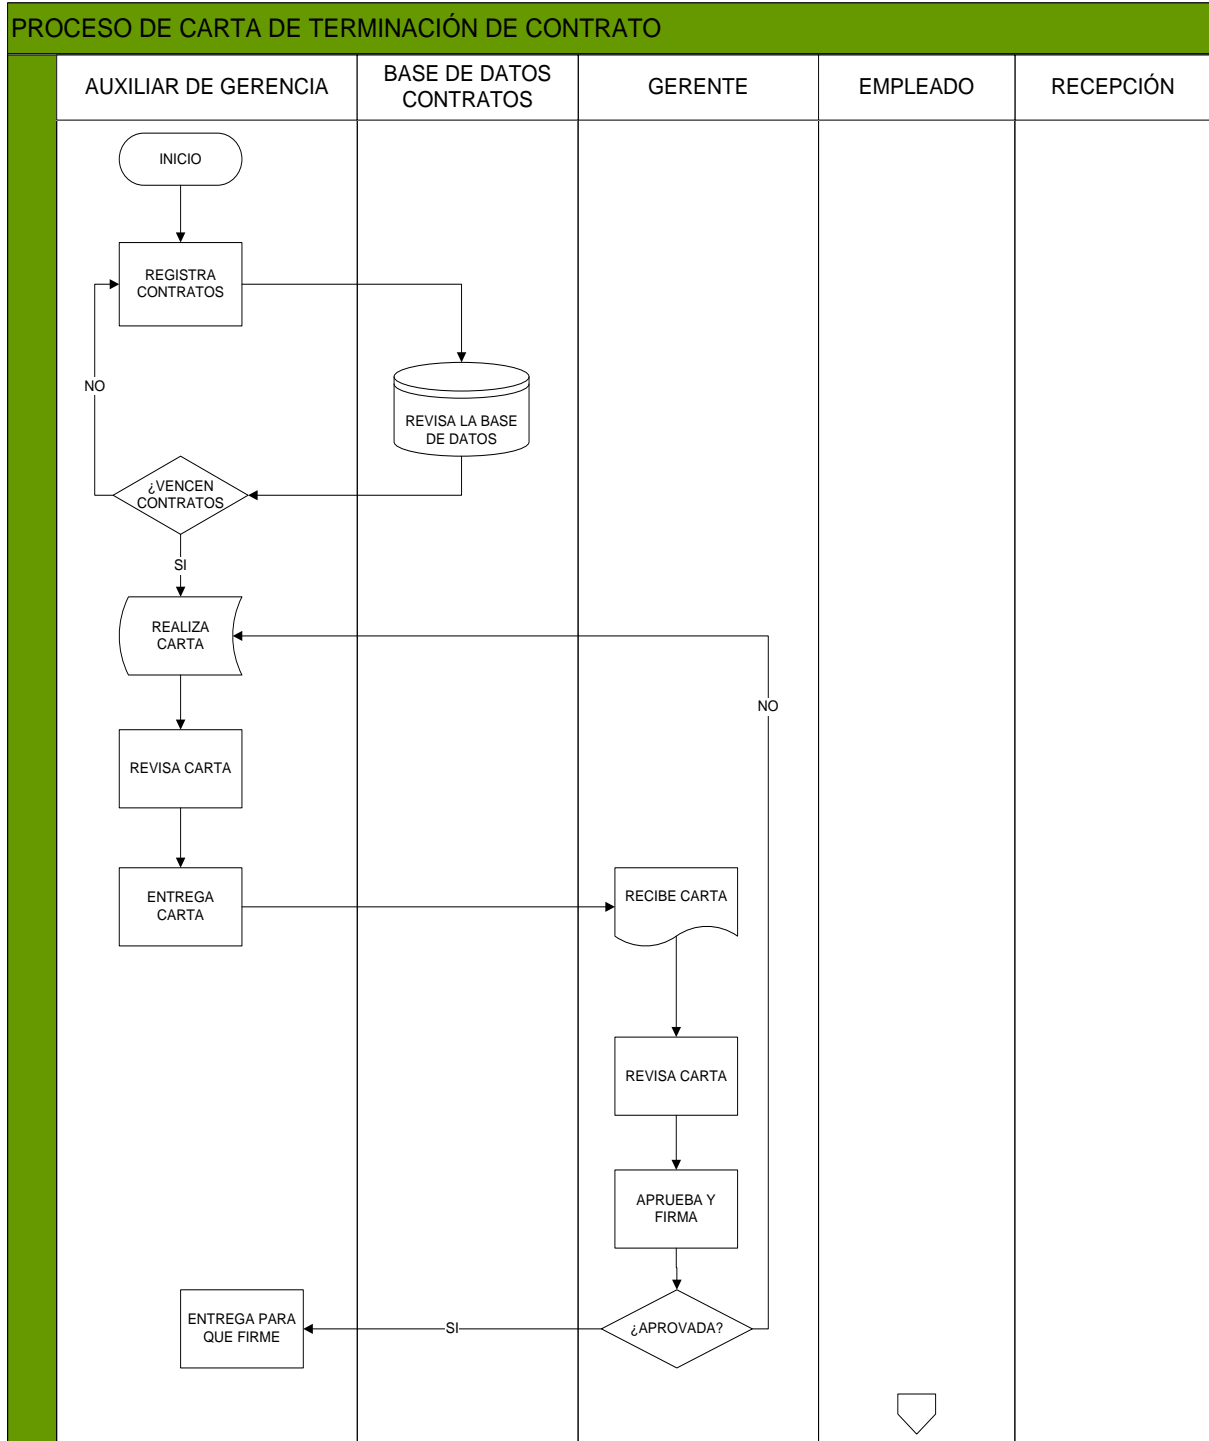 PROCESO DE CARTA DE TERMINACIÓN DE CONTRATO
AUXILIAR DE GERENCIA
BASE DE DATOS
CONTRATOS
GERENTE
EMPLEADO
RECEPCIÓN
INICIO
REGISTRA
CONTRATOS
NO
REVISA LA BASE
DE DATOS
¿VENCEN
CONTRATOS
SI
REALIZA
CARTA
NO
REVISA CARTA
ENTREGA
CARTA
RECIBE CARTA
REVISA CARTA
APRUEBA Y
FIRMA
ENTREGA PARA
QUE FIRME
SI
¿APROVADA?